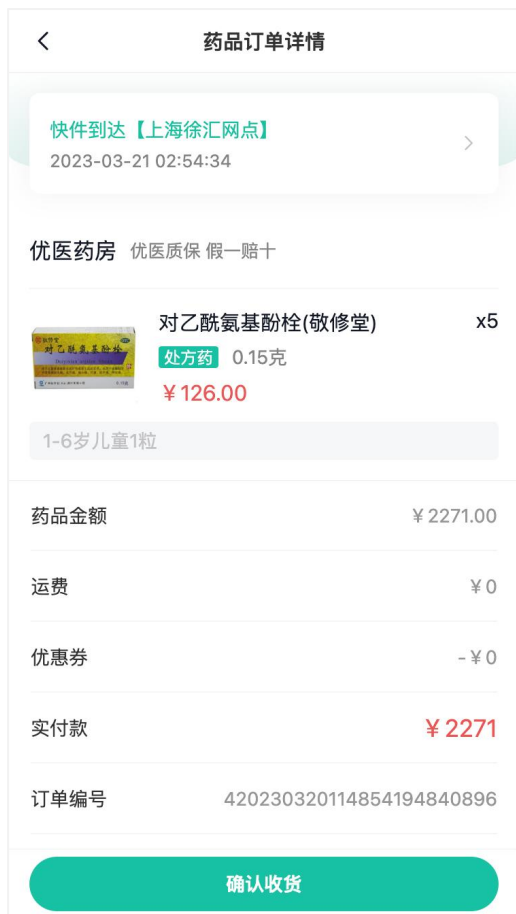 药品订单详情
快件到达【上海徐汇网点】
2023-03-21 02:54:34
优医药房 优医质保 假一赔十
对乙酰氨基酚栓(敬修堂) x5
处方药 0.15克
¥126.00
1-6岁儿童1粒
药品金额 ¥2271.00
运费 ¥0
优惠券 -¥0
实付款 ¥2271
订单编号 420230320114854194840896
确认收货